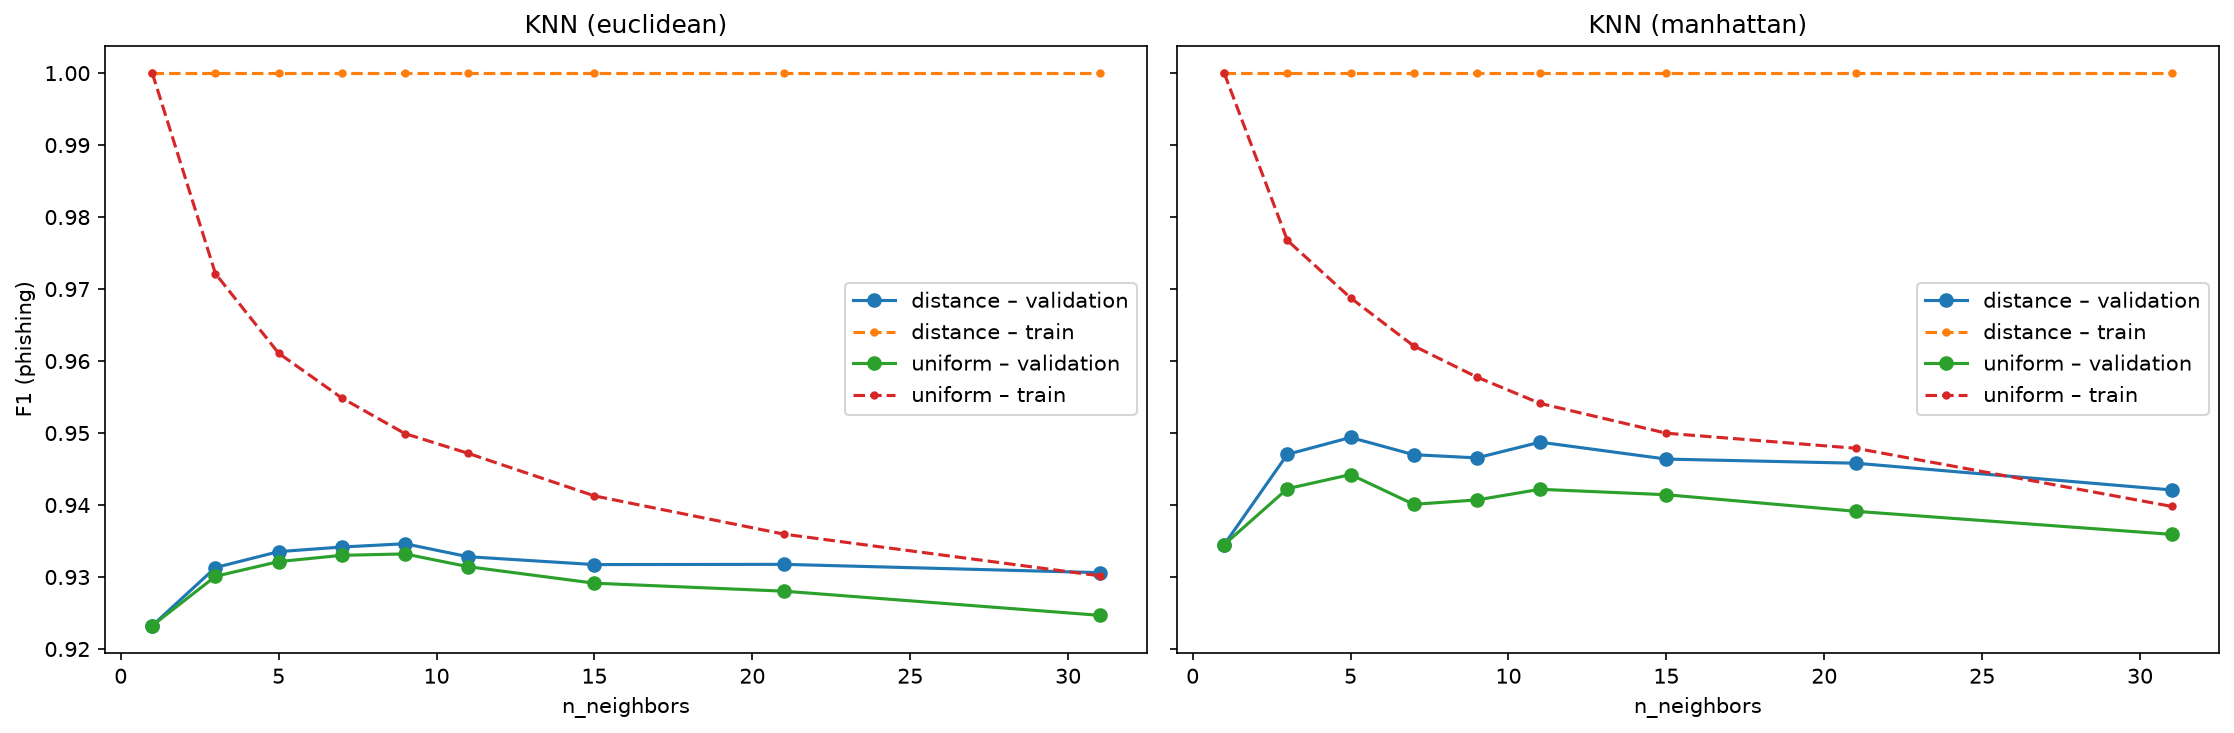 KNN (euclidean)
1.00
0.99
0.98
0.97
0.96
0.95
0.94
0.93
0.92
F1 (phishing)
distance – validation
distance – train
uniform – validation
uniform – train
0 5 10 15 20 25 30
n_neighbors
KNN (manhattan)
distance – validation
distance – train
uniform – validation
uniform – train
0 5 10 15 20 25 30
n_neighbors